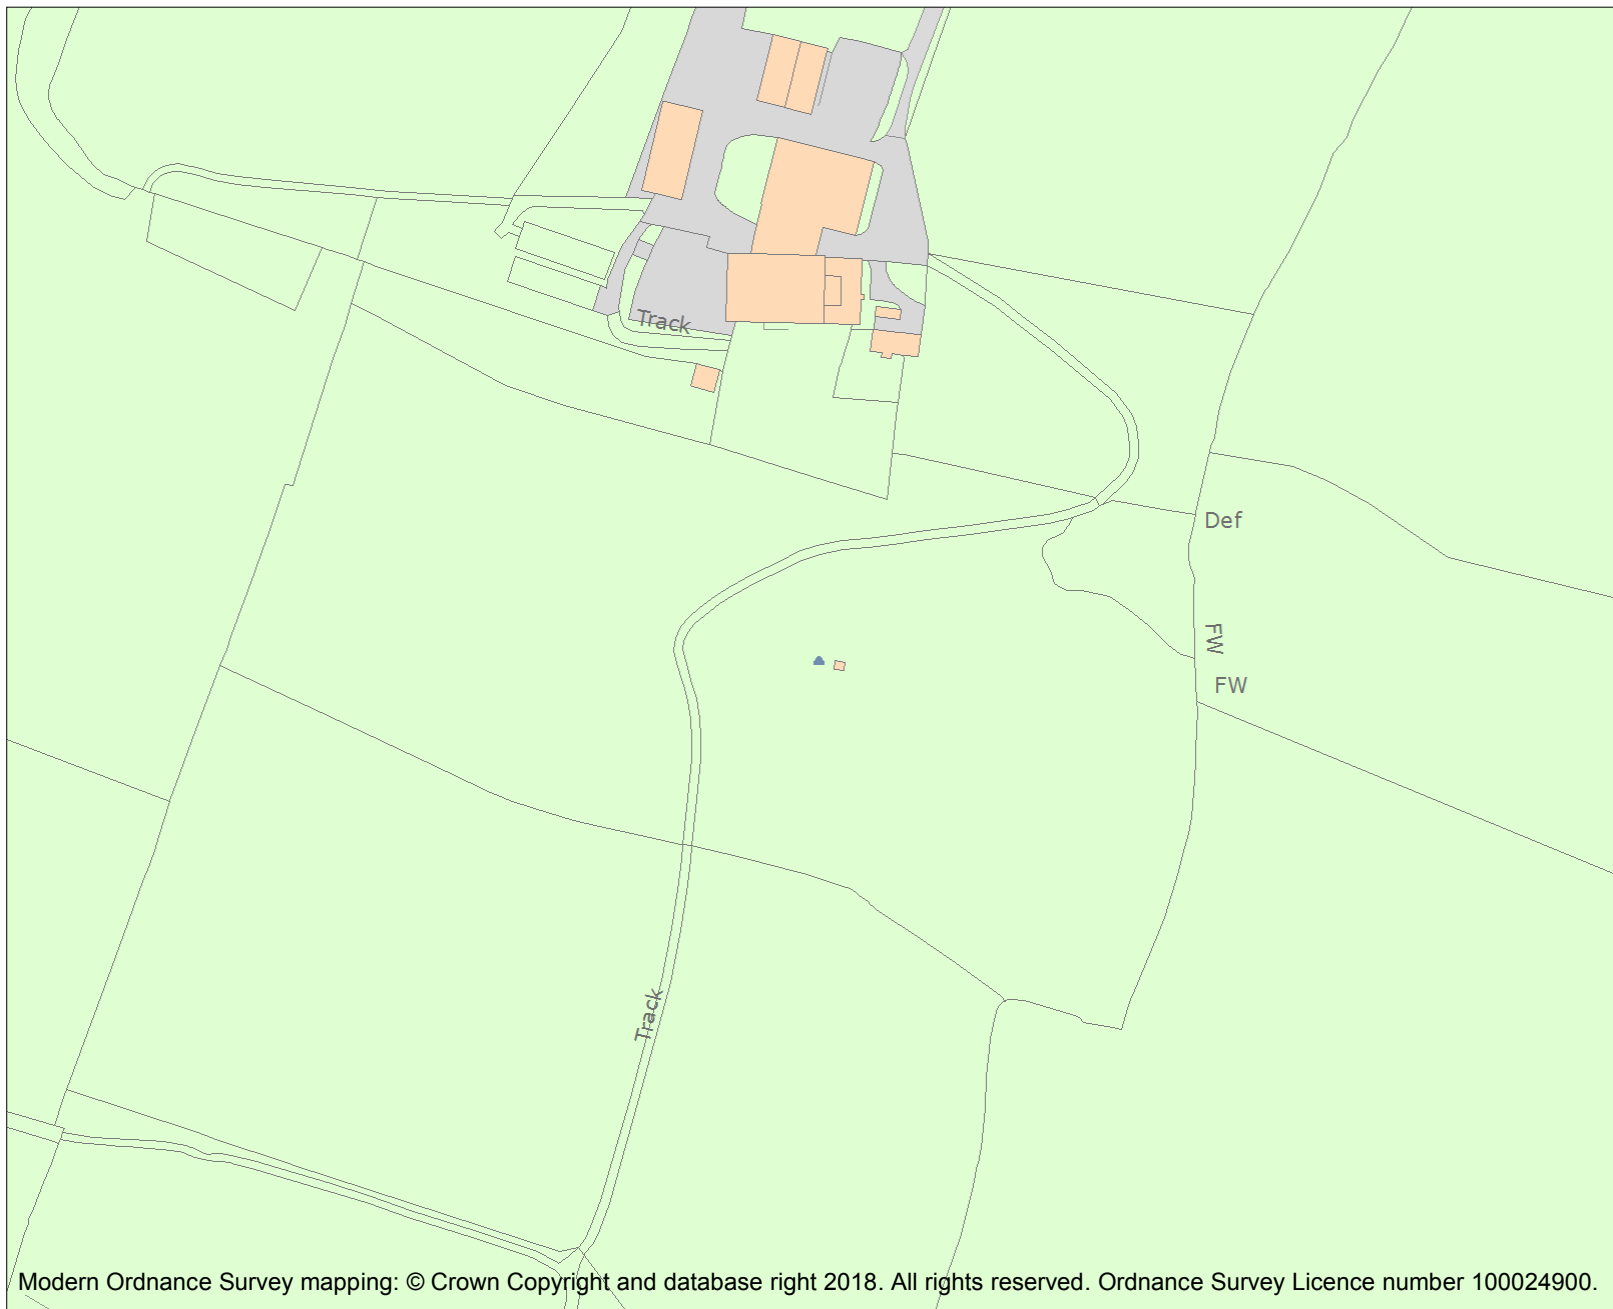 Track
Def
FW
FW
Track
Modern Ordnance Survey mapping: © Crown Copyright and database right 2018. All rights reserved. Ordnance Survey Licence number 100024900.